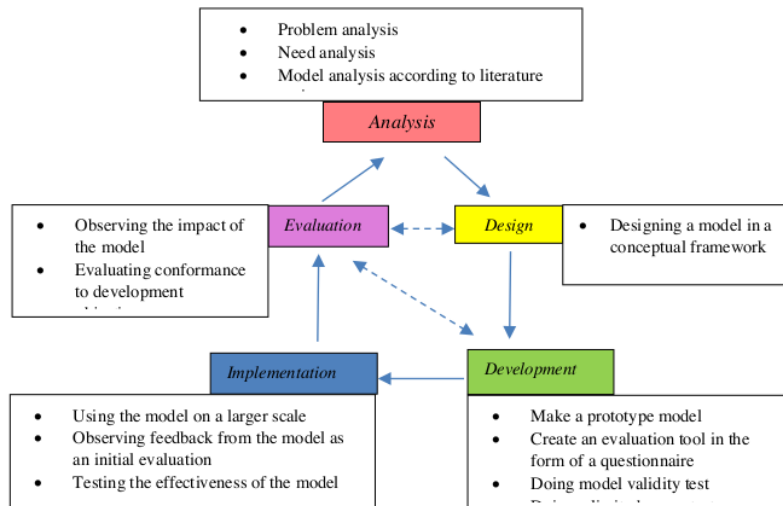 • Problem analysis
• Need analysis
• Model analysis according to literature
Analysis
• Observing the impact of
the model
• Evaluating conformance
to development
Evaluation
Design
• Designing a model in a
conceptual framework
Implementation
• Using the model on a larger scale
• Observing feedback from the model as
an initial evaluation
• Testing the effectiveness of the model
Development
• Make a prototype model
• Create an evaluation tool in the
form of a questionnaire
• Doing model validity test